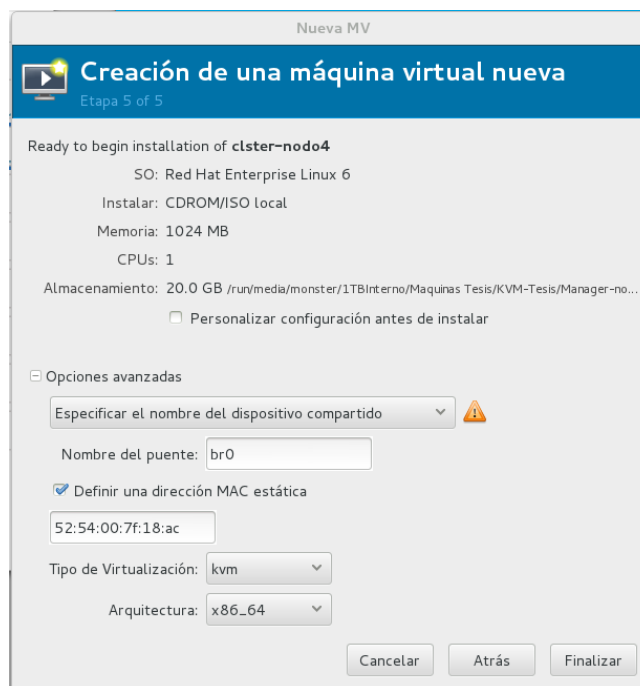 Nueva MV
Creación de una máquina virtual nueva
Etapa 5 of 5
Ready to begin installation of clster-nodo4
SO: Red Hat Enterprise Linux 6
Instalar: CDROM/ISO local
Memoria: 1024 MB
CPUs: 1
Almacenamiento: 20.0 GB /run/media/monster/1TBInterno/Maquinas Tesis/KVM-Tesis/Manager-no...
Personalizar configuración antes de instalar
Opciones avanzadas
Especificar el nombre del dispositivo compartido
Nombre del puente: br0
Definir una dirección MAC estática
52:54:00:7f:18:ac
Tipo de Virtualización: kvm
Arquitectura: x86_64
Cancelar Atrás Finalizar